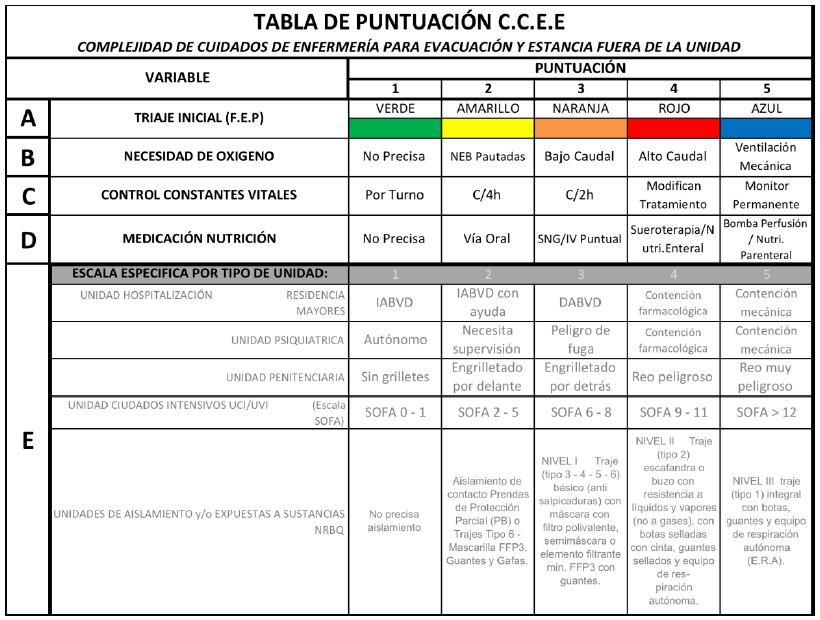 TABLA DE PUNTUACIÓN C.C.E.E
COMPLEJIDAD DE CUIDADOS DE ENFERMERÍA PARA EVACUACIÓN Y ESTANCIA FUERA DE LA UNIDAD
VARIABLE
PUNTUACIÓN
1 2 3 4 5
A
TRIAJE INICIAL (F.E.P)
VERDE
AMARILLO
NARANJA
ROJO
AZUL
B
NECESIDAD DE OXIGENO
No Precisa
NEB Pautadas
Bajo Caudal
Alto Caudal
Ventilación
Mecánica
C
CONTROL CONSTANTES VITALES
Por Turno
C/4h
C/2h
Modifican
Tratamiento
Monitor
Permanente
D
MEDICACIÓN NUTRICIÓN
No Precisa
Vía Oral
SNG/IV Puntual
Sueroterapia/N
utri.Enteral
Bomba Perfusión
/ Nutri.
Parenteral
E
ESCALA ESPECIFICA POR TIPO DE UNIDAD:
1 2 3 4 5
UNIDAD HOSPITALIZACIÓN RESIDENCIA
MAYORES
IABVD
IABVD con
ayuda
DABVD
Contención
farmacológica
Contención
mecánica
UNIDAD PSIQUIATRICA
Autónomo
Necesita
supervisión
Peligro de
fuga
Contención
farmacológica
Contención
mecánica
UNIDAD PENITENCIARIA
Sin grilletes
Engrilletado
por delante
Engrilletado
por detrás
Reo peligroso
Reo muy
peligroso
UNIDAD CIUDADOS INTENSIVOS UCI/UVI (Escala
SOFA)
SOFA 0 - 1
SOFA 2 - 5
SOFA 6 - 8
SOFA 9 - 11
SOFA > 12
UNIDADES DE AISLAMIENTO y/o EXPUESTAS A SUSTANCIAS
NRBQ
No precisa
aislamiento
Aislamiento de
contacto Prendas
de Protección
Parcial (PB) o
Trajes Tipo 6 -
Mascarilla FFP3,
Guantes y Gafas.
NIVEL I Traje
(tipo 3 - 4 - 5 - 6)
básico (anti
salpicaduras) con
máscara con
filtro polivalente,
semimáscara o
elemento filtrante
min. FFP3 con
guantes.
NIVEL II Traje
(tipo 2)
escafandra o
buzo con
resistencia a
líquidos y vapores
(no a gases), con
botas selladas
con cinta, guantes
sellados y equipo
de res-
piración
autónoma.
NIVEL III traje
(tipo 1) integral
con botas,
guantes y equipo
de respiración
autónoma
(E.R.A).